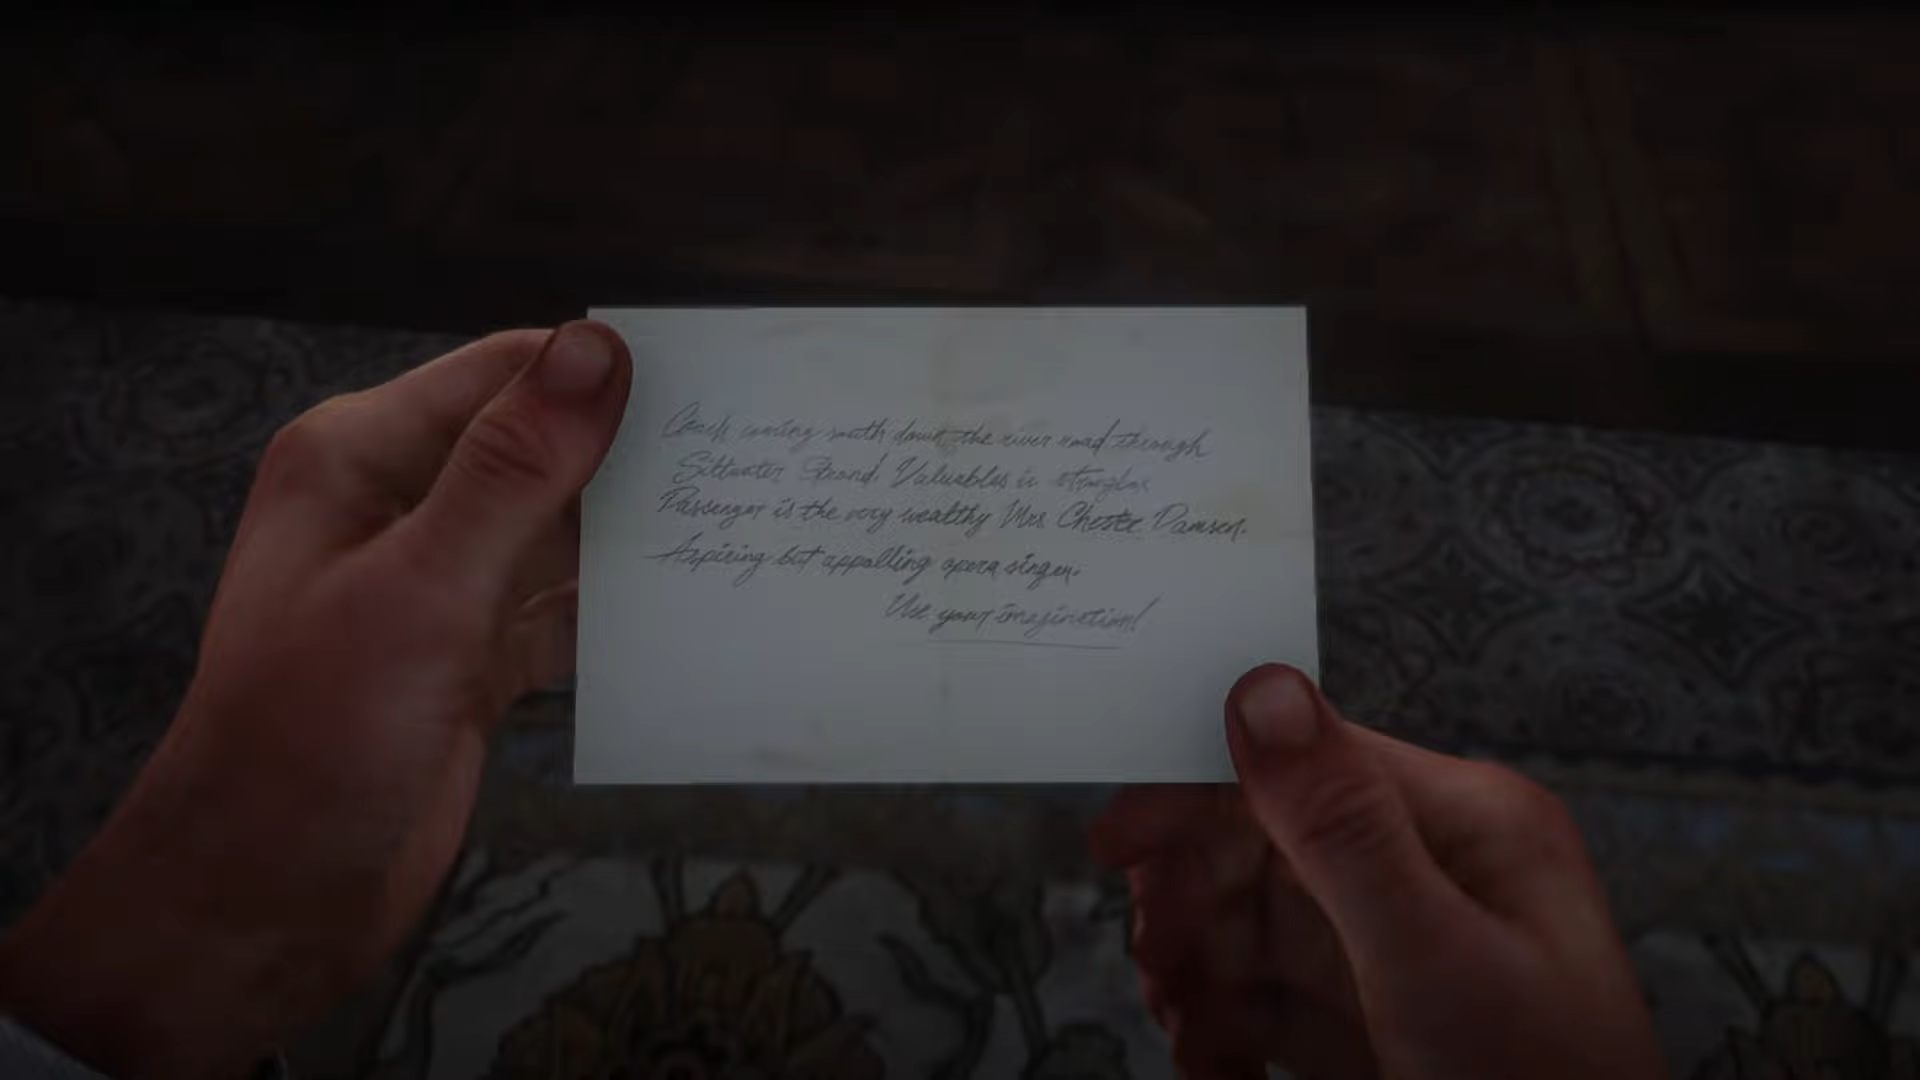 Coach coming south down the river road through
Siltwater Strand. Valuables in strongbox
Passenger is the very wealthy Mrs Chester Damsen.
Aspiring but appalling opera singer.
Use your imagination!